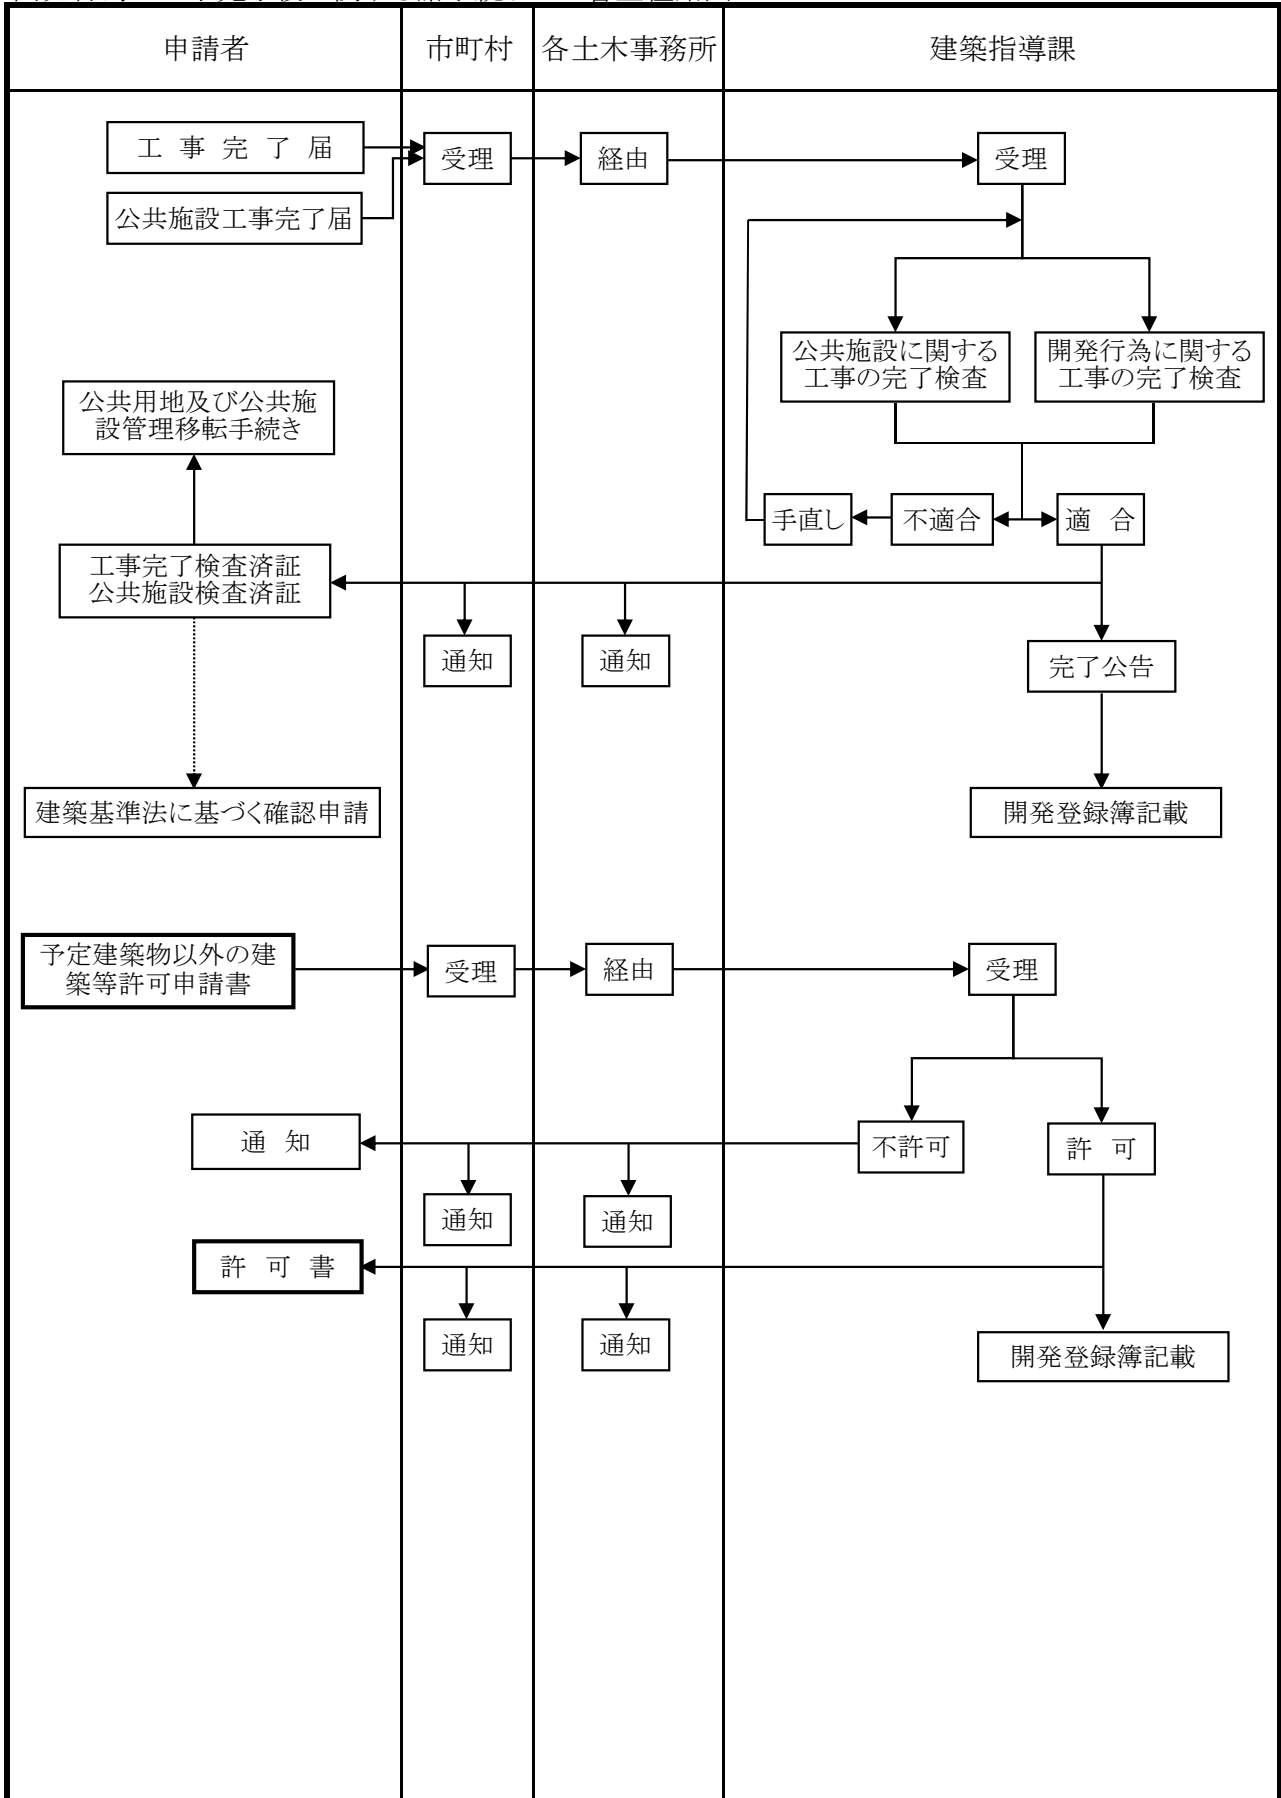 申請者
市町村
各土木事務所
建築指導課
工 事 完 了 届
受理
経由
受理
公共施設工事完了届
公共施設に関する
工事の完了検査
開発行為に関する
工事の完了検査
公共用地及び公共施
設管理移転手続き
手直し
不適合
適 合
工事完了検査済証
公共施設検査済証
通知
通知
完了公告
建築基準法に基づく確認申請
開発登録簿記載
予定建築物以外の建
築等許可申請書
受理
経由
受理
通 知
不許可
許 可
通知
通知
許 可 書
通知
通知
開発登録簿記載